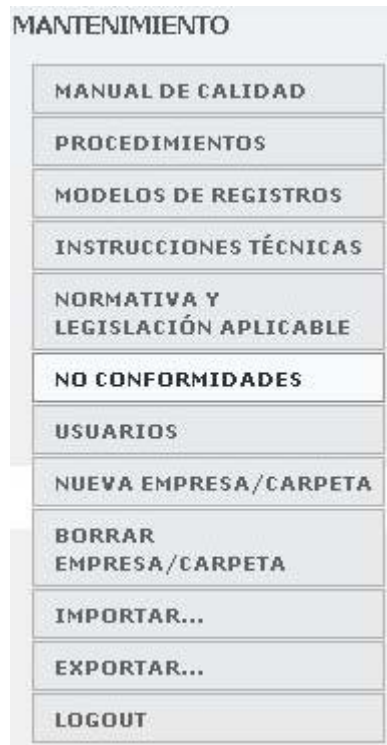 MANTENIMIENTO
MANUAL DE CALIDAD
PROCEDIMIENTOS
MODELOS DE REGISTROS
INSTRUCCIONES TÉCNICAS
NORMATIVA Y
LEGISLACIÓN APLICABLE
NO CONFORMIDADES
USUARIOS
NUEVA EMPRESA/CARPETA
BORRAR
EMPRESA/CARPETA
IMPORTAR...
EXPORTAR...
LOGOUT